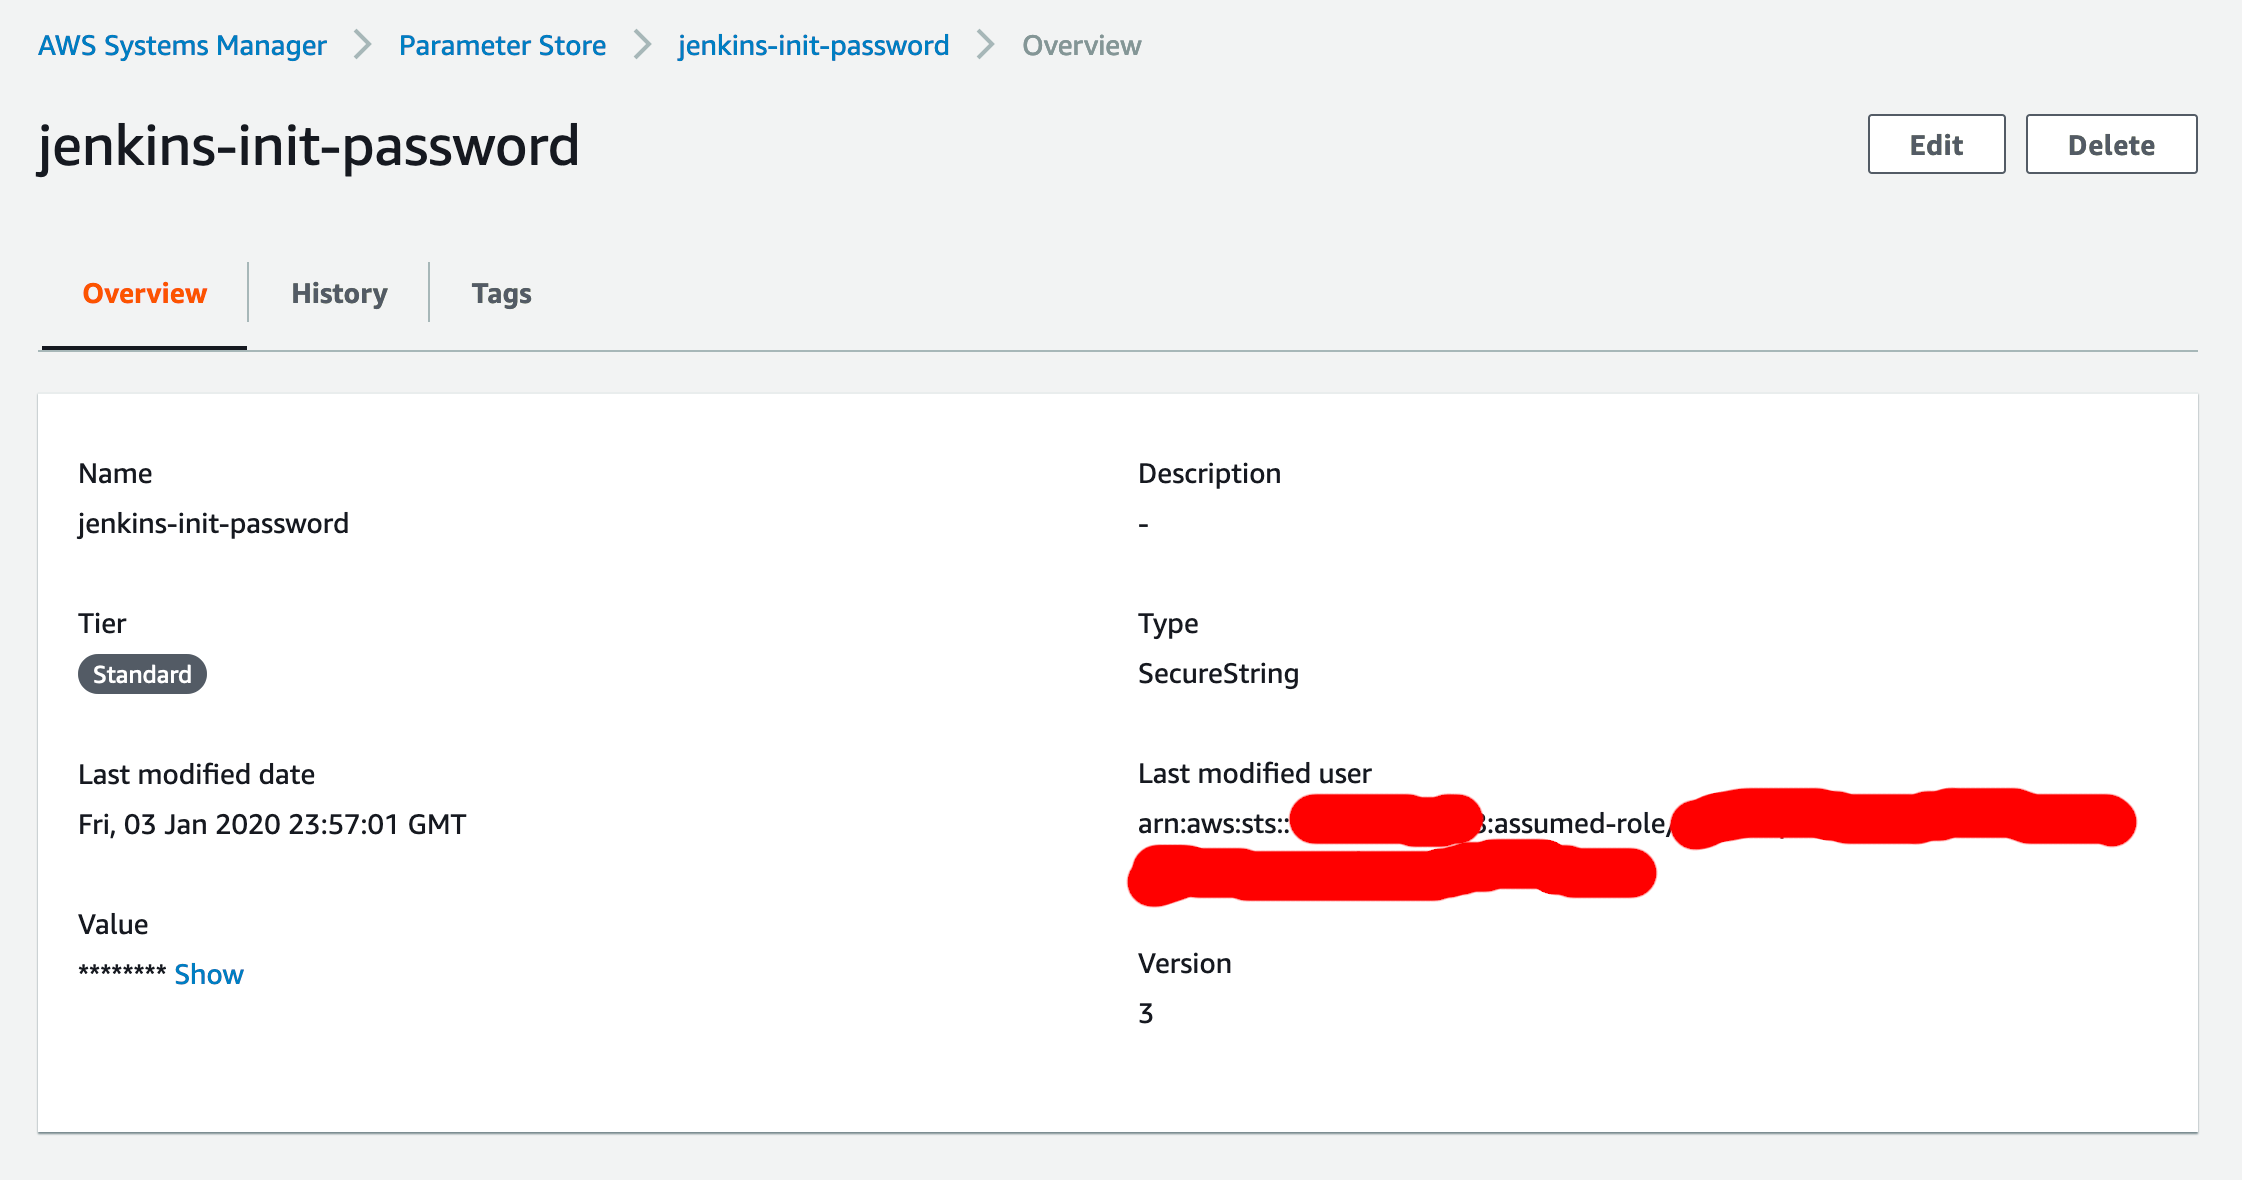 AWS Systems Manager > Parameter Store > jenkins-init-password > Overview
jenkins-init-password
Edit Delete
Overview History Tags
Name
jenkins-init-password
Description
-
Tier
Standard
Type
SecureString
Last modified date
Fri, 03 Jan 2020 23:57:01 GMT
Last modified user
arn:aws:sts:: :assumed-role/
Value
******** Show
Version
3